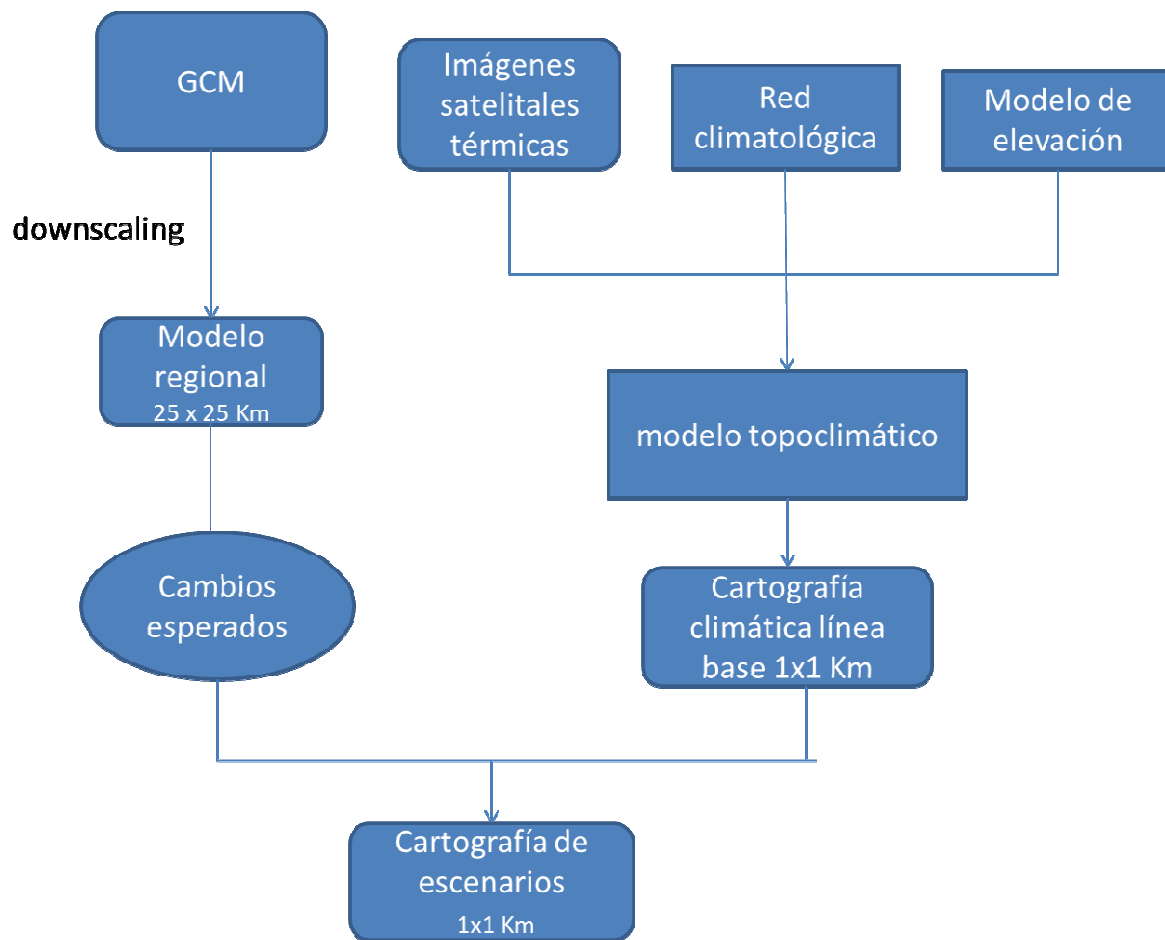 GCM
Imágenes
satelitales
térmicas
Red
climatológica
Modelo de
elevación
downscaling
Modelo
regional
25 x 25 Km
modelo topoclimático
Cambios
esperados
Cartografía
climática línea
base 1x1 Km
Cartografía de
escenarios
1x1 Km